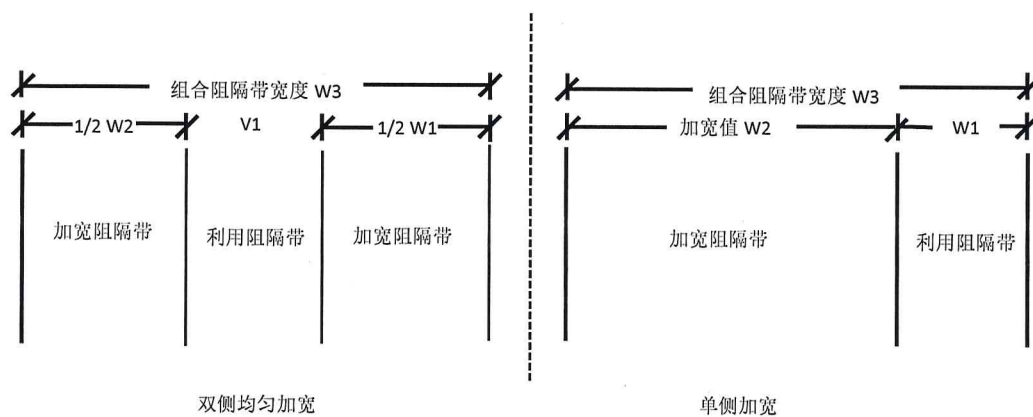 组合阻隔带宽度 W3
1/2 W2
V1
1/2 W1
加宽阻隔带
利用阻隔带
加宽阻隔带
双侧均匀加宽
组合阻隔带宽度 W3
加宽值 W2
W1
加宽阻隔带
利用阻隔带
单侧加宽